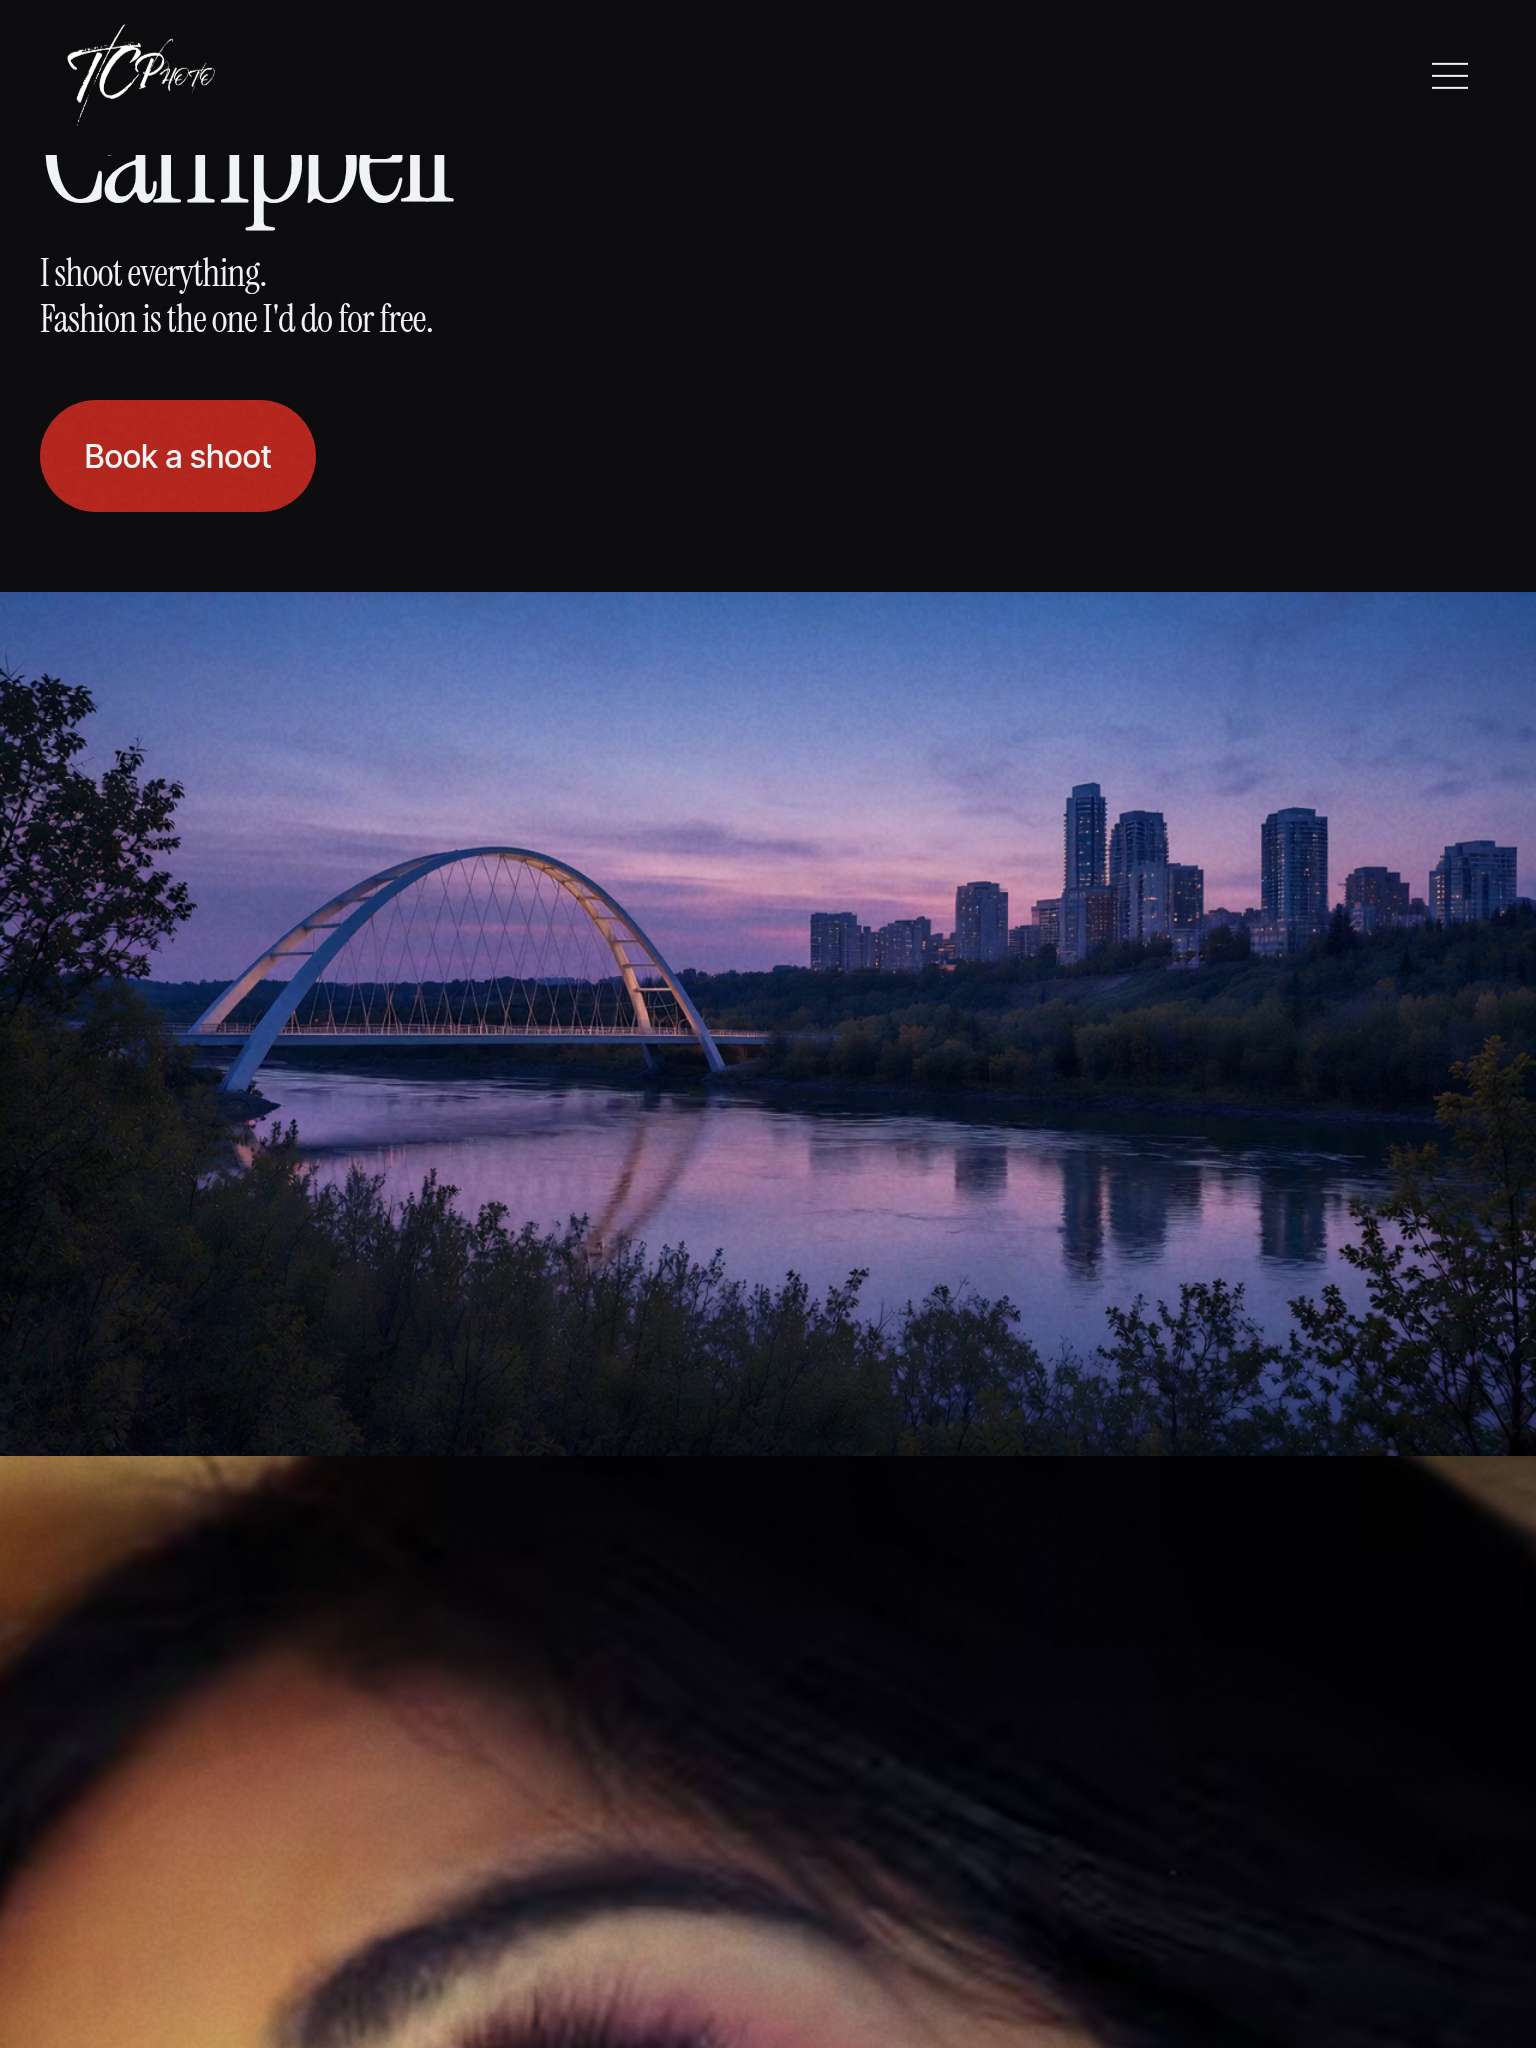 TCPHOTO
Campbell
I shoot everything.
Fashion is the one I'd do for free.
Book a shoot